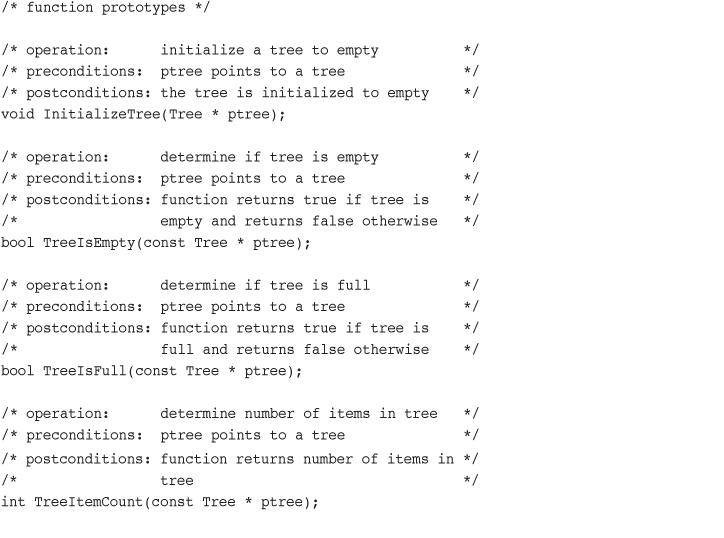 /* function prototypes */
/* operation:      initialize a tree to empty          */
/* preconditions:  ptree points to a tree              */
/* postconditions: the tree is initialized to empty    */
void InitializeTree(Tree * ptree);
/* operation:      determine if tree is empty          */
/* preconditions:  ptree points to a tree              */
/* postconditions: function returns true if tree is    */
/*                 empty and returns false otherwise   */
bool TreeIsEmpty(const Tree * ptree);
/* operation:      determine if tree is full           */
/* preconditions:  ptree points to a tree              */
/* postconditions: function returns true if tree is    */
/*                 full and returns false otherwise    */
bool TreeIsFull(const Tree * ptree);
/* operation:      determine number of items in tree   */
/* preconditions:  ptree points to a tree              */
/* postconditions: function returns number of items in */
/*                 tree                                */
int TreeItemCount(const Tree * ptree);